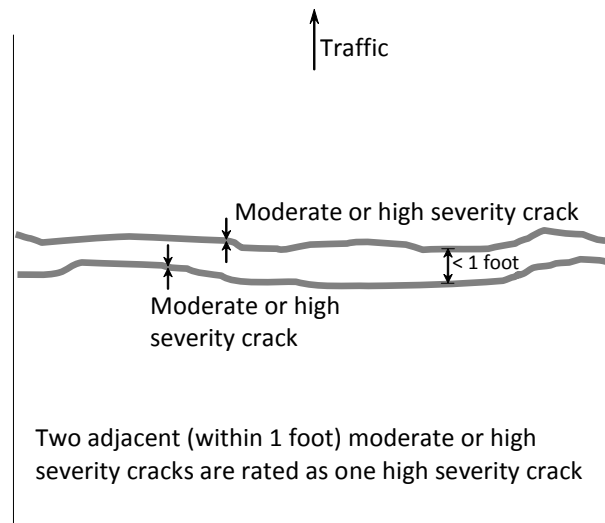 Traffic
Moderate or high severity crack
< 1 foot
Moderate or high
severity crack
Two adjacent (within 1 foot) moderate or high
severity cracks are rated as one high severity crack